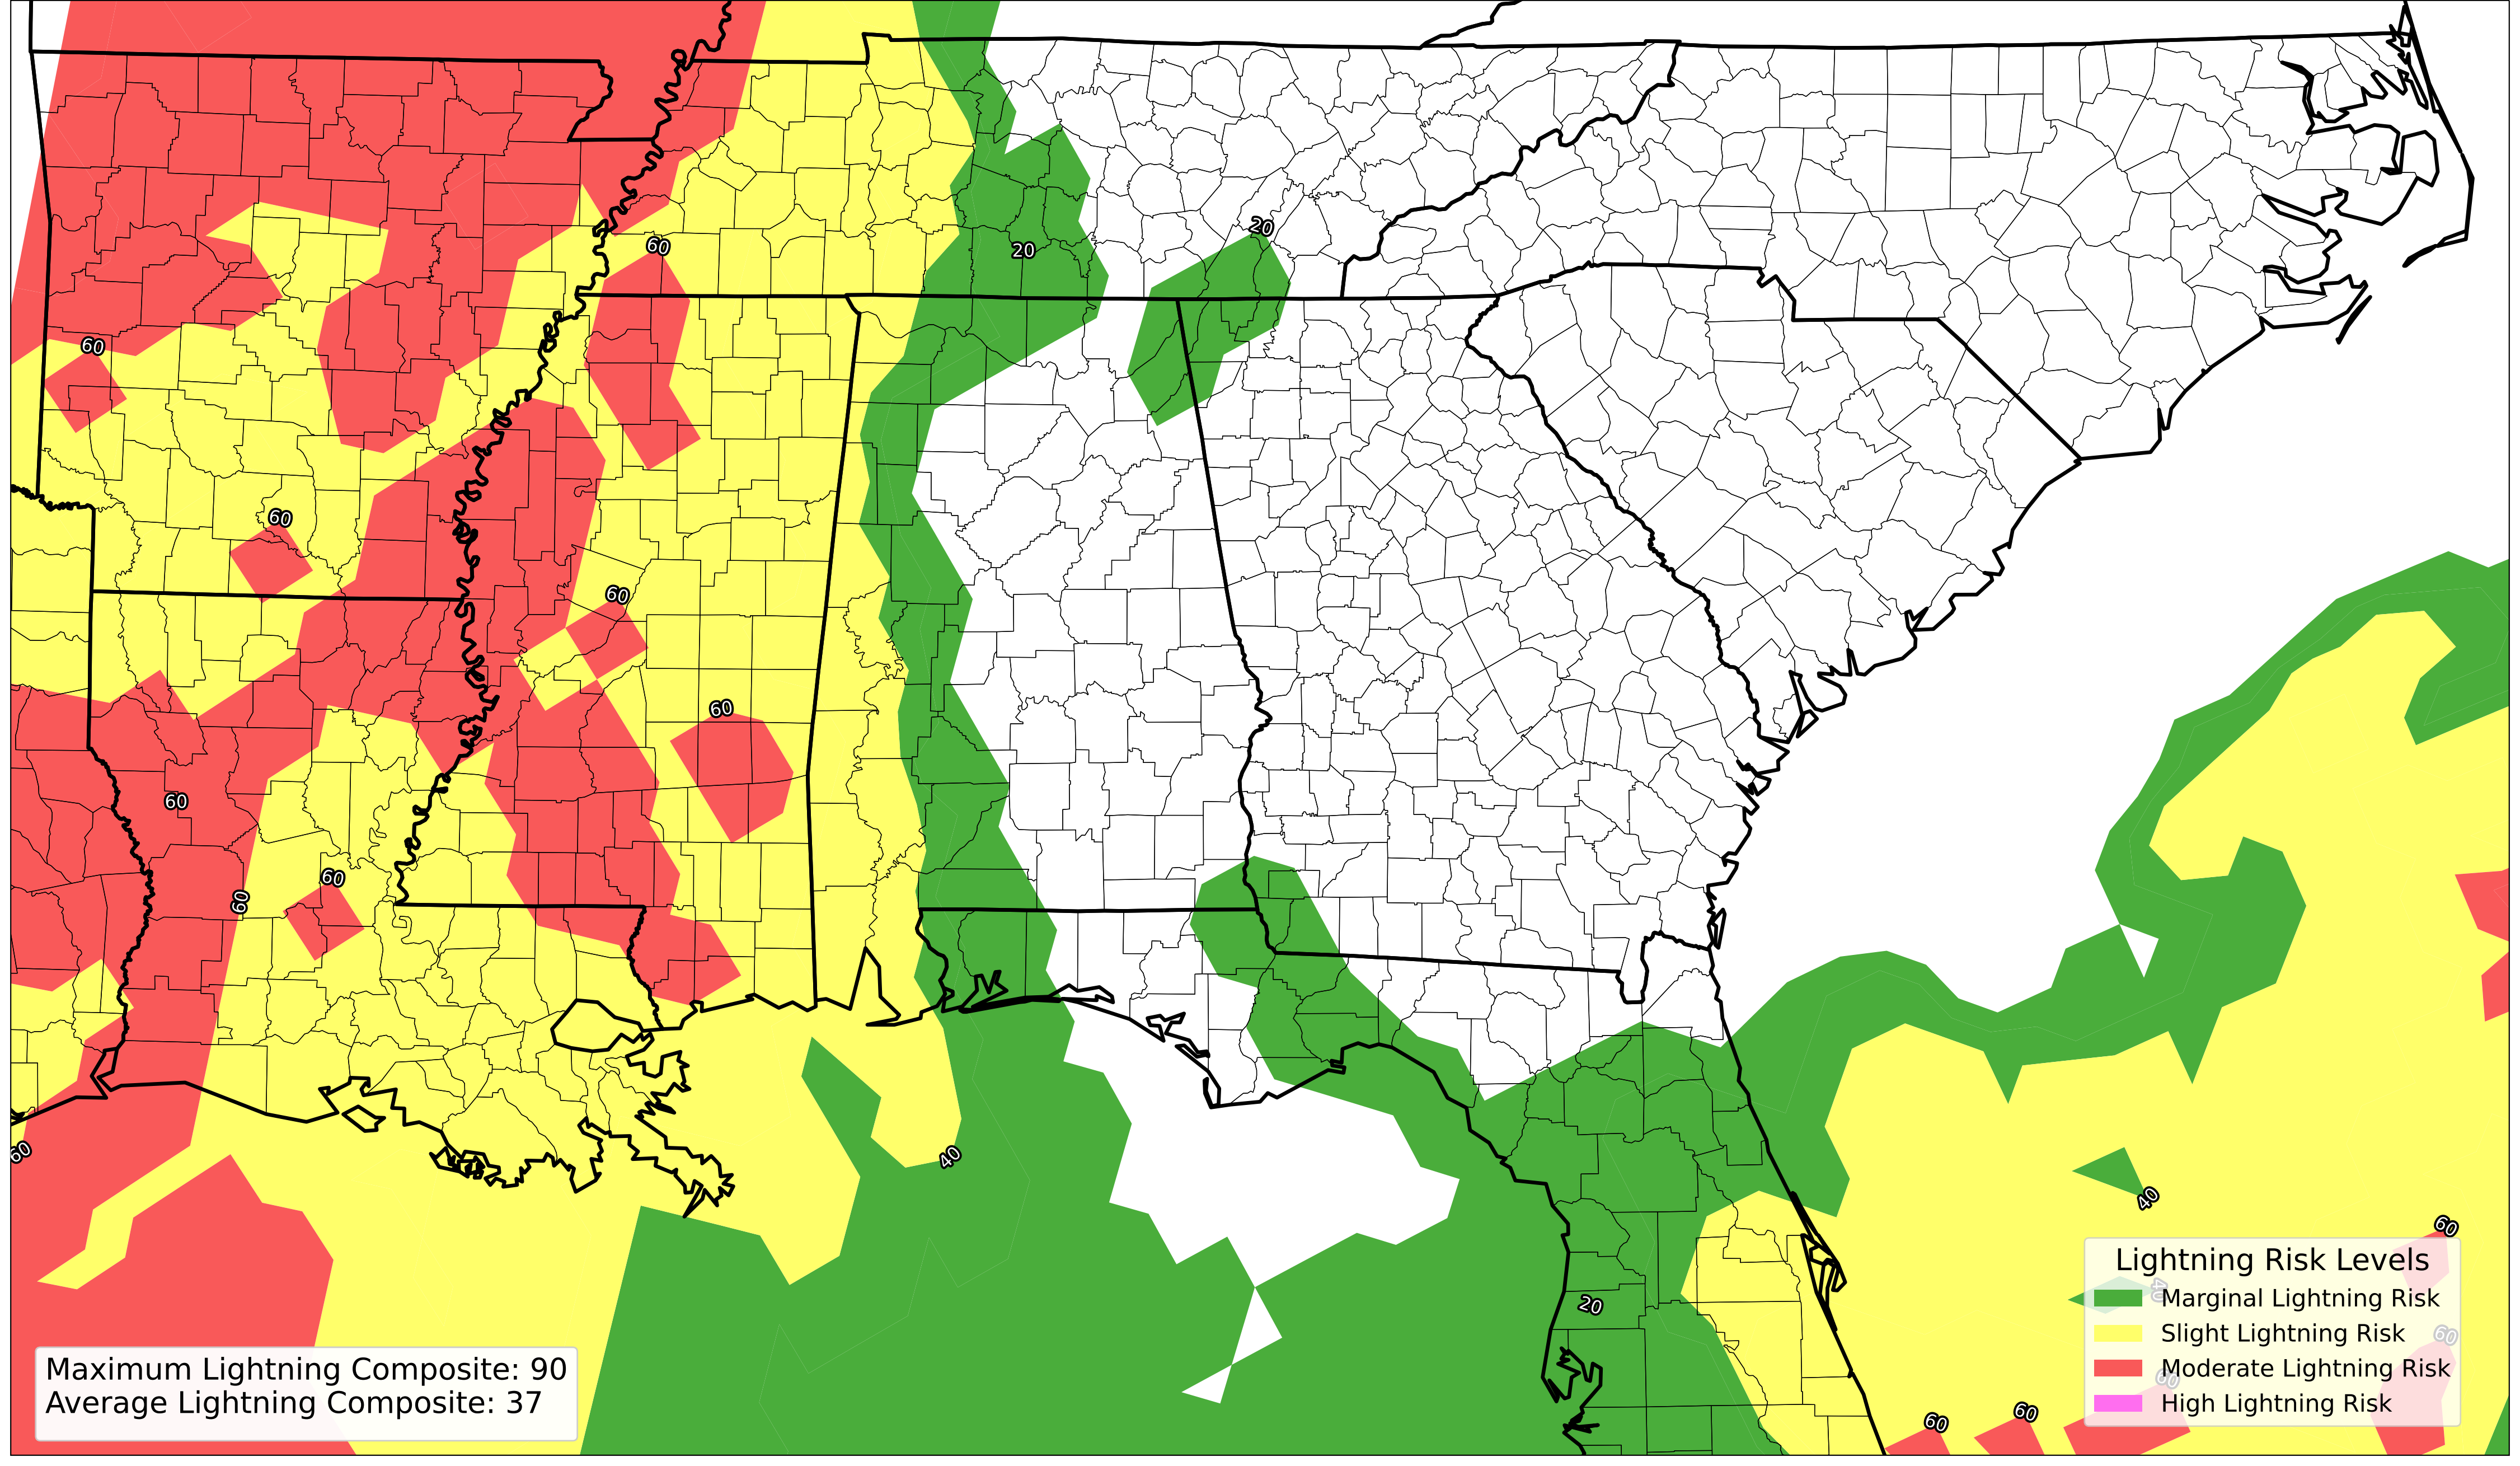 20
60
20
60
60
60
60
60
60
60
40
60
40
60
20
40
60
60
60
60
Lightning Risk Levels
Marginal Lightning Risk
Slight Lightning Risk
Moderate Lightning Risk
High Lightning Risk
Maximum Lightning Composite: 90
Average Lightning Composite: 37